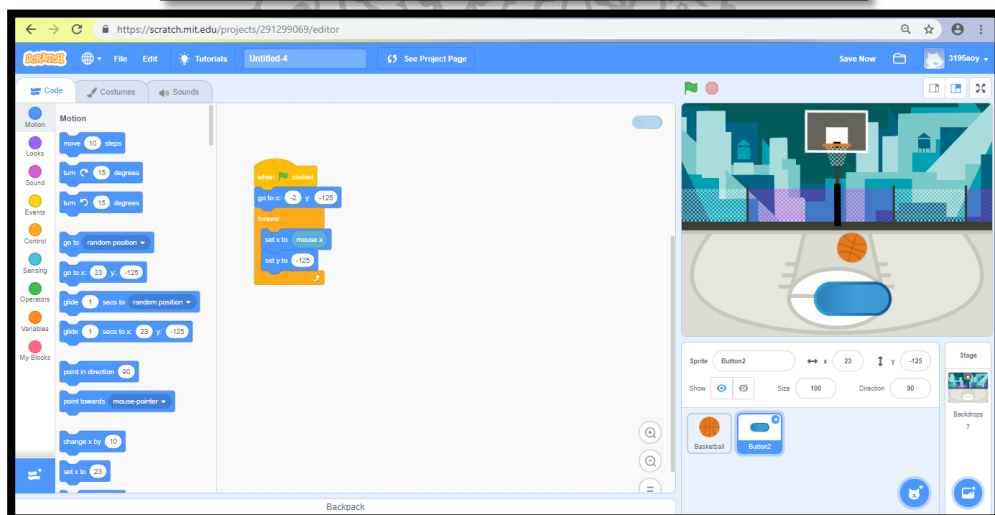 https://scratch.mit.edu/projects/291299069/editor
SCRATCH File Edit Tutorials Untitled-4 See Project Page Save Now 3195aoy
Code Costumes Sounds
Motion
Looks
Sound
Events
Control
Sensing
Operators
Variables
My Blocks
Motion
move 10 steps
turn 15 degrees
turn 15 degrees
go to random position
go to x: 23 y: -125
glide 1 secs to random position
glide 1 secs to x: 23 y: -125
point in direction 90
point towards mouse-pointer
change x by 10
set x to 23
when clicked
go to x: -2 y: -125
forever
set x to mouse x
set y to -125
Sprite Button2 x 23 y -125
Show Size 100 Direction 90
Basketball
Button2
Stage
Backdrops
7
Backpack